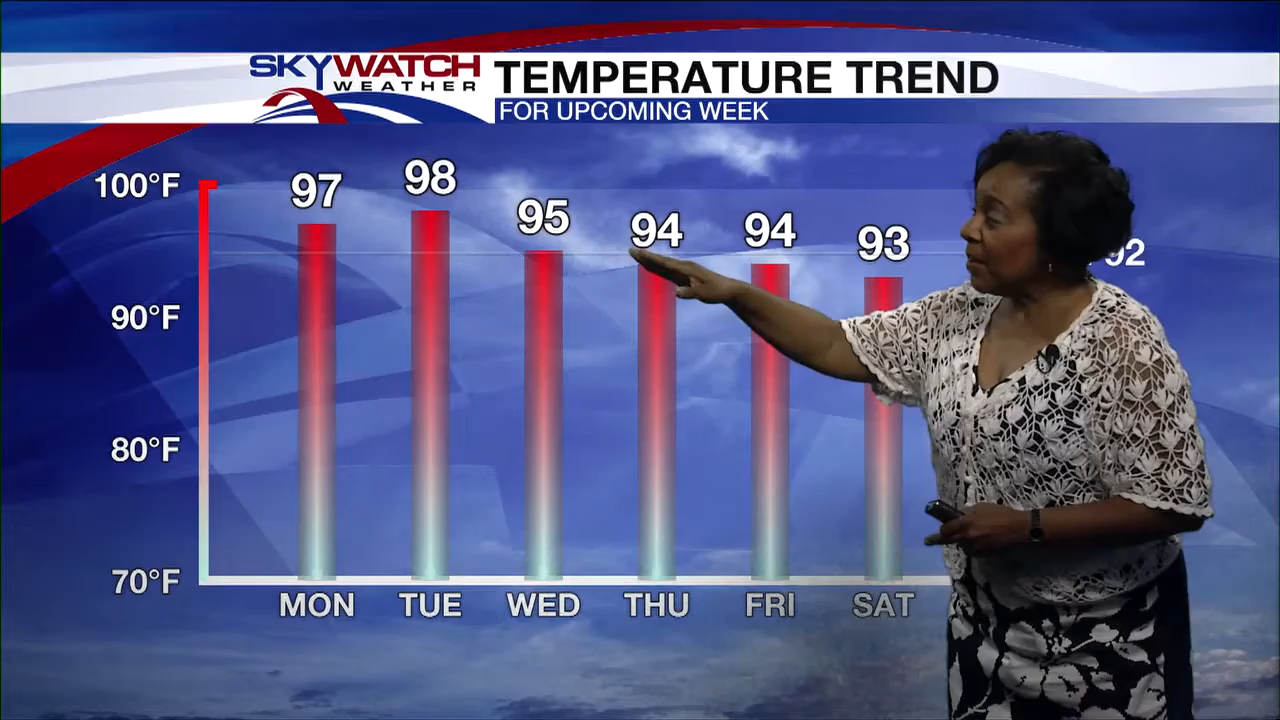 SKYWATCH
WEATHER
TEMPERATURE TREND
FOR UPCOMING WEEK
100°F
90°F
80°F
70°F
97
98
95
94
94
93
92
MON
TUE
WED
THU
FRI
SAT